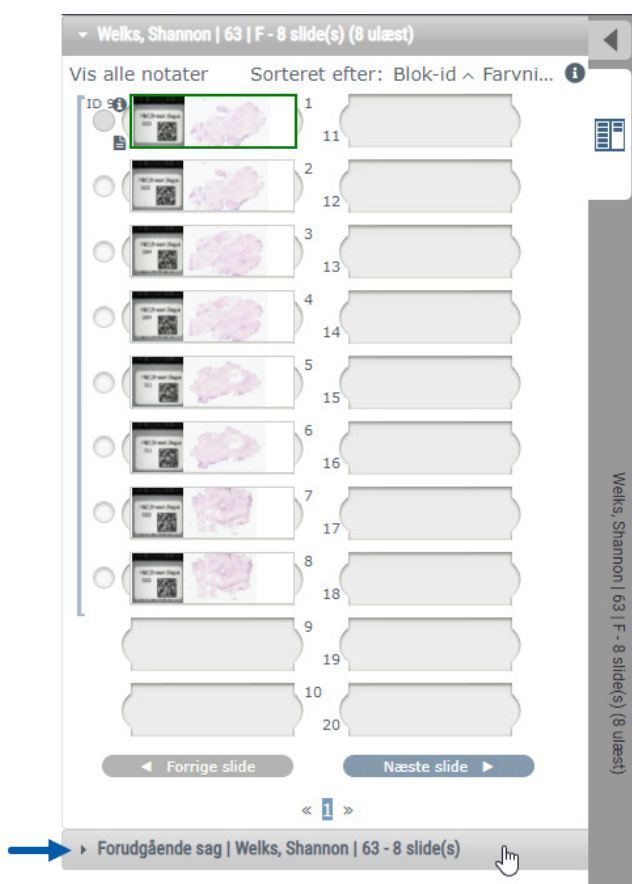 Welks, Shannon | 63 | F - 8 slide(s) (8 ulæst)
Vis alle notater Sorteret efter: Blok-id Farvni...
ID 9
1
11
2
12
3
13
4
14
5
15
6
16
7
17
8
18
9
19
10
20
Forrige slide Næste slide
« 1 »
Forudgående sag | Welks, Shannon | 63 - 8 slide(s)
Welks, Shannon | 63 | F - 8 slide(s) (8 ulæst)